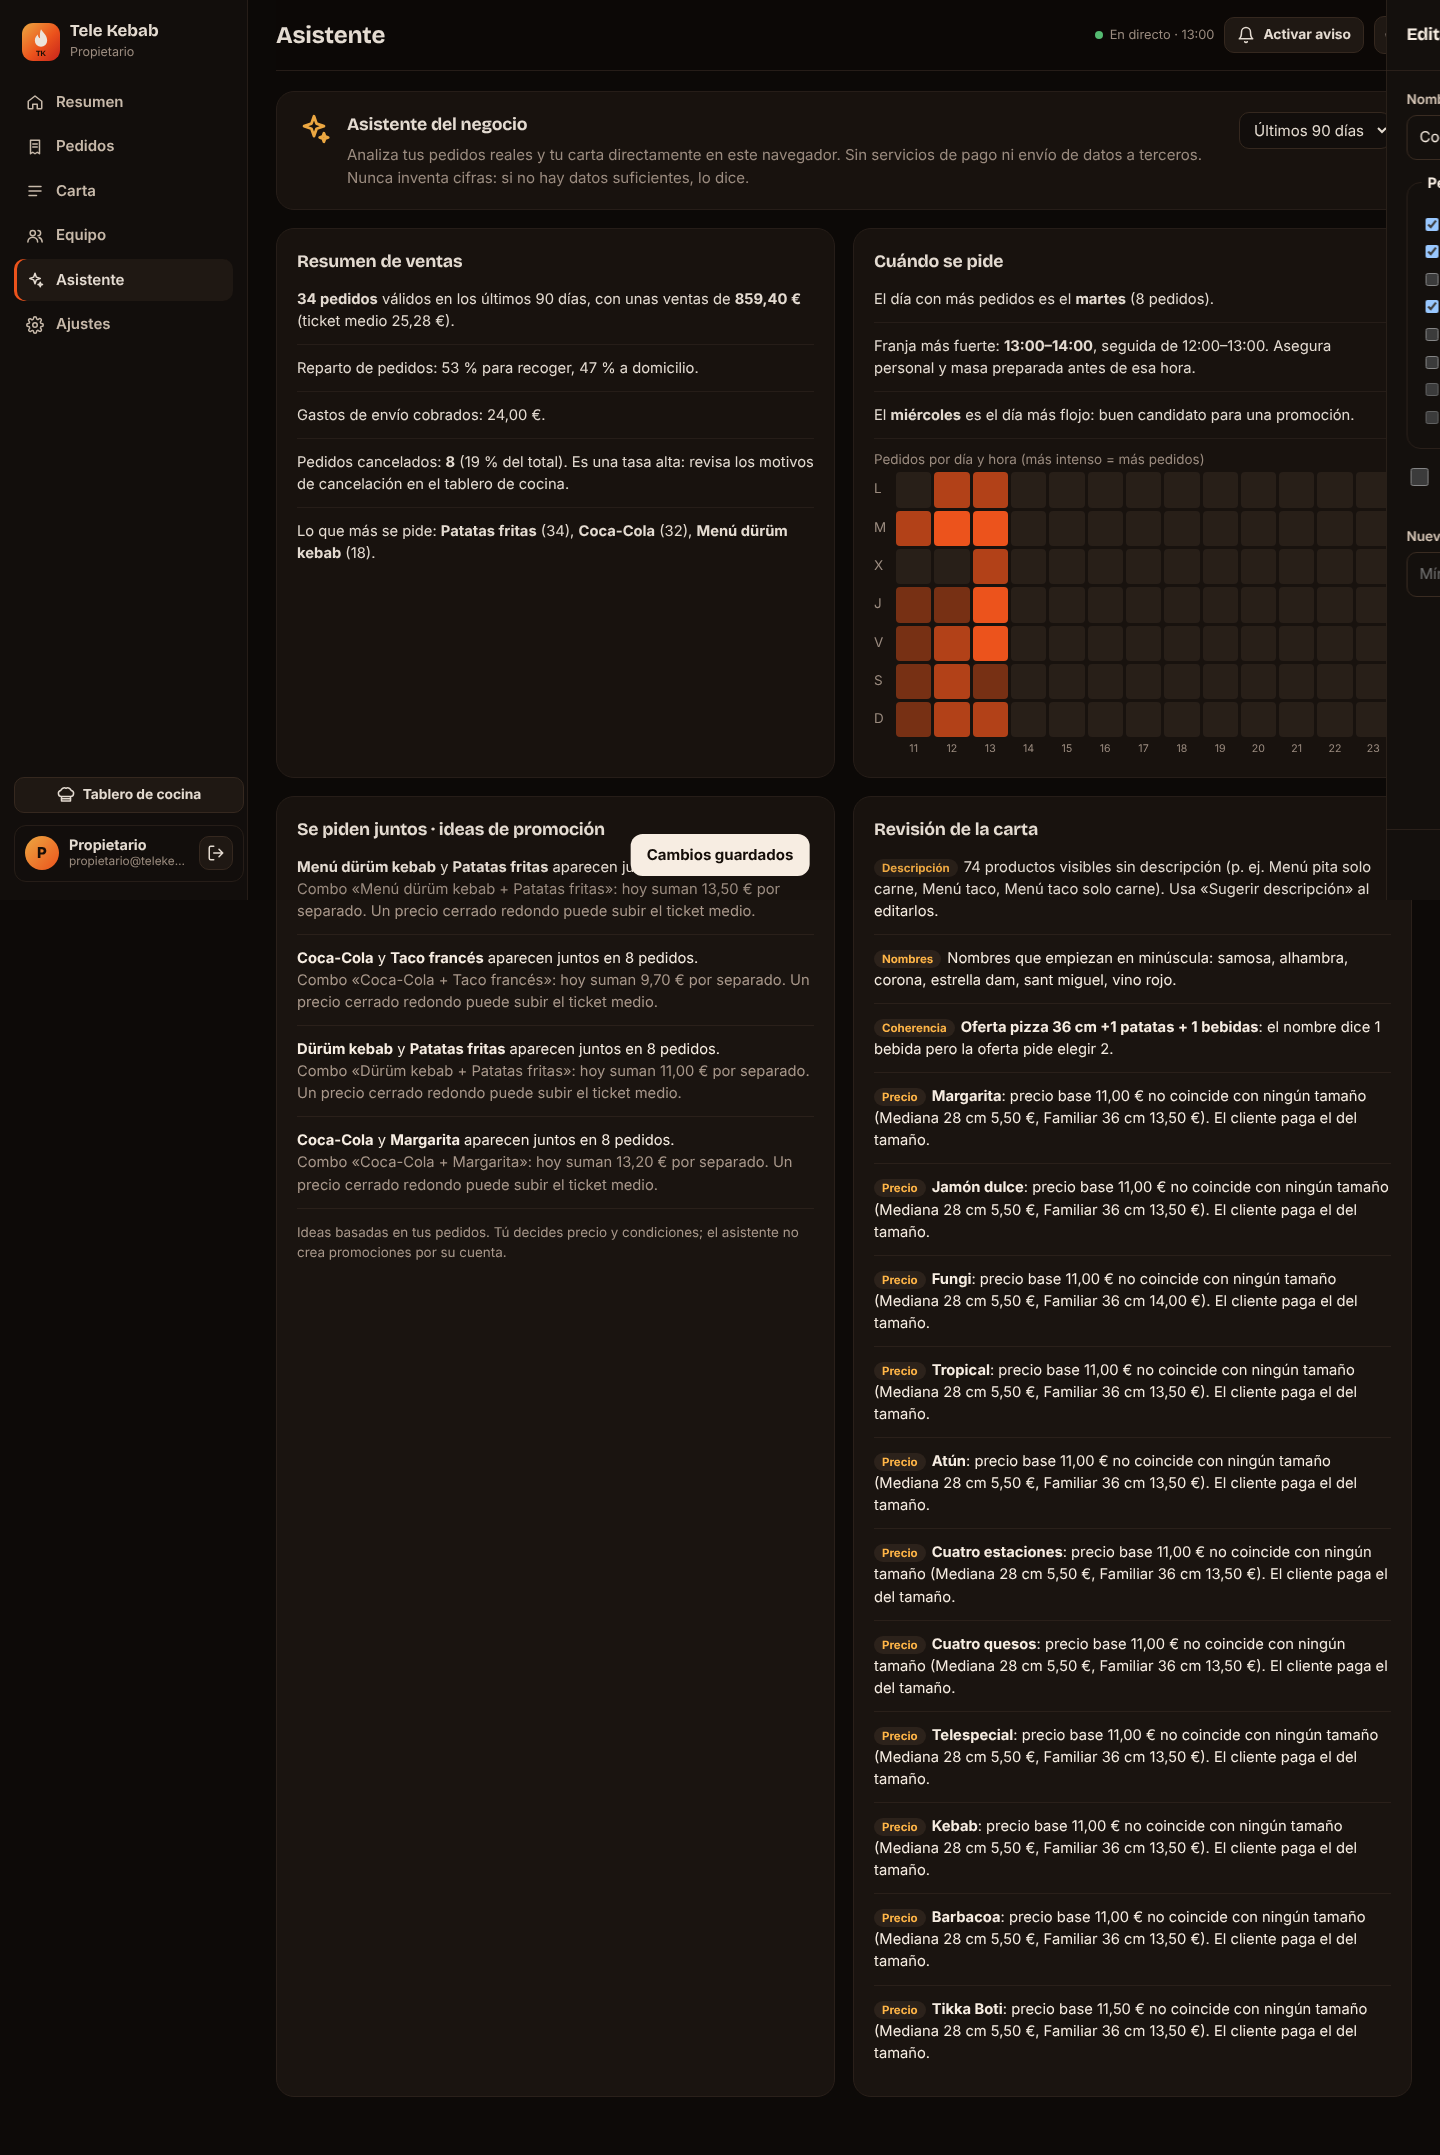 Tele Kebab
Propietario
Resumen
Pedidos
Carta
Equipo
Asistente
Ajustes
Tablero de cocina
P
Propietario
propietario@teleke...
Asistente
En directo · 13:00
Activar aviso
Asistente del negocio
Últimos 90 días
Analiza tus pedidos reales y tu carta directamente en este navegador. Sin servicios de pago ni envío de datos a terceros.
Nunca inventa cifras: si no hay datos suficientes, lo dice.
Resumen de ventas
34 pedidos válidos en los últimos 90 días, con unas ventas de 859,40 €
(ticket medio 25,28 €).
Reparto de pedidos: 53 % para recoger, 47 % a domicilio.
Gastos de envío cobrados: 24,00 €.
Pedidos cancelados: 8 (19 % del total). Es una tasa alta: revisa los motivos
de cancelación en el tablero de cocina.
Lo que más se pide: Patatas fritas (34), Coca-Cola (32), Menú dürüm
kebab (18).
Cuándo se pide
El día con más pedidos es el martes (8 pedidos).
Franja más fuerte: 13:00–14:00, seguida de 12:00–13:00. Asegura
personal y masa preparada antes de esa hora.
El miércoles es el día más flojo: buen candidato para una promoción.
Pedidos por día y hora (más intenso = más pedidos)
L
M
X
J
V
S
D
11 12 13 14 15 16 17 18 19 20 21 22 23
Se piden juntos · ideas de promoción
Menú dürüm kebab y Patatas fritas aparecen ju
Combo «Menú dürüm kebab + Patatas fritas»: hoy suman 13,50 € por
separado. Un precio cerrado redondo puede subir el ticket medio.
Coca-Cola y Taco francés aparecen juntos en 8 pedidos.
Combo «Coca-Cola + Taco francés»: hoy suman 9,70 € por separado. Un
precio cerrado redondo puede subir el ticket medio.
Dürüm kebab y Patatas fritas aparecen juntos en 8 pedidos.
Combo «Dürüm kebab + Patatas fritas»: hoy suman 11,00 € por separado.
Un precio cerrado redondo puede subir el ticket medio.
Coca-Cola y Margarita aparecen juntos en 8 pedidos.
Combo «Coca-Cola + Margarita»: hoy suman 13,20 € por separado. Un
precio cerrado redondo puede subir el ticket medio.
Ideas basadas en tus pedidos. Tú decides precio y condiciones; el asistente no
crea promociones por su cuenta.
Cambios guardados
Revisión de la carta
Descripción 74 productos visibles sin descripción (p. ej. Menú pita solo
carne, Menú taco, Menú taco solo carne). Usa «Sugerir descripción» al
editarlos.
Nombres Nombres que empiezan en minúscula: samosa, alhambra,
corona, estrella dam, sant miguel, vino rojo.
Coherencia Oferta pizza 36 cm +1 patatas + 1 bebidas: el nombre dice 1
bebida pero la oferta pide elegir 2.
Precio Margarita: precio base 11,00 € no coincide con ningún tamaño
(Mediana 28 cm 5,50 €, Familiar 36 cm 13,50 €). El cliente paga el del
tamaño.
Precio Jamón dulce: precio base 11,00 € no coincide con ningún tamaño
(Mediana 28 cm 5,50 €, Familiar 36 cm 13,50 €). El cliente paga el del
tamaño.
Precio Fungi: precio base 11,00 € no coincide con ningún tamaño
(Mediana 28 cm 5,50 €, Familiar 36 cm 14,00 €). El cliente paga el del
tamaño.
Precio Tropical: precio base 11,00 € no coincide con ningún tamaño
(Mediana 28 cm 5,50 €, Familiar 36 cm 13,50 €). El cliente paga el del
tamaño.
Precio Atún: precio base 11,00 € no coincide con ningún tamaño
(Mediana 28 cm 5,50 €, Familiar 36 cm 13,50 €). El cliente paga el del
tamaño.
Precio Cuatro estaciones: precio base 11,00 € no coincide con ningún
tamaño (Mediana 28 cm 5,50 €, Familiar 36 cm 13,50 €). El cliente paga el
del tamaño.
Precio Cuatro quesos: precio base 11,00 € no coincide con ningún
tamaño (Mediana 28 cm 5,50 €, Familiar 36 cm 13,50 €). El cliente paga el
del tamaño.
Precio Telespecial: precio base 11,00 € no coincide con ningún tamaño
(Mediana 28 cm 5,50 €, Familiar 36 cm 13,50 €). El cliente paga el del
tamaño.
Precio Kebab: precio base 11,00 € no coincide con ningún tamaño
(Mediana 28 cm 5,50 €, Familiar 36 cm 13,50 €). El cliente paga el del
tamaño.
Precio Barbacoa: precio base 11,00 € no coincide con ningún tamaño
(Mediana 28 cm 5,50 €, Familiar 36 cm 13,50 €). El cliente paga el del
tamaño.
Precio Tikka Boti: precio base 11,50 € no coincide con ningún tamaño
(Mediana 28 cm 5,50 €, Familiar 36 cm 13,50 €). El cliente paga el del
tamaño.
Edit
Nomb
Co
Pe
Nuev
Mín